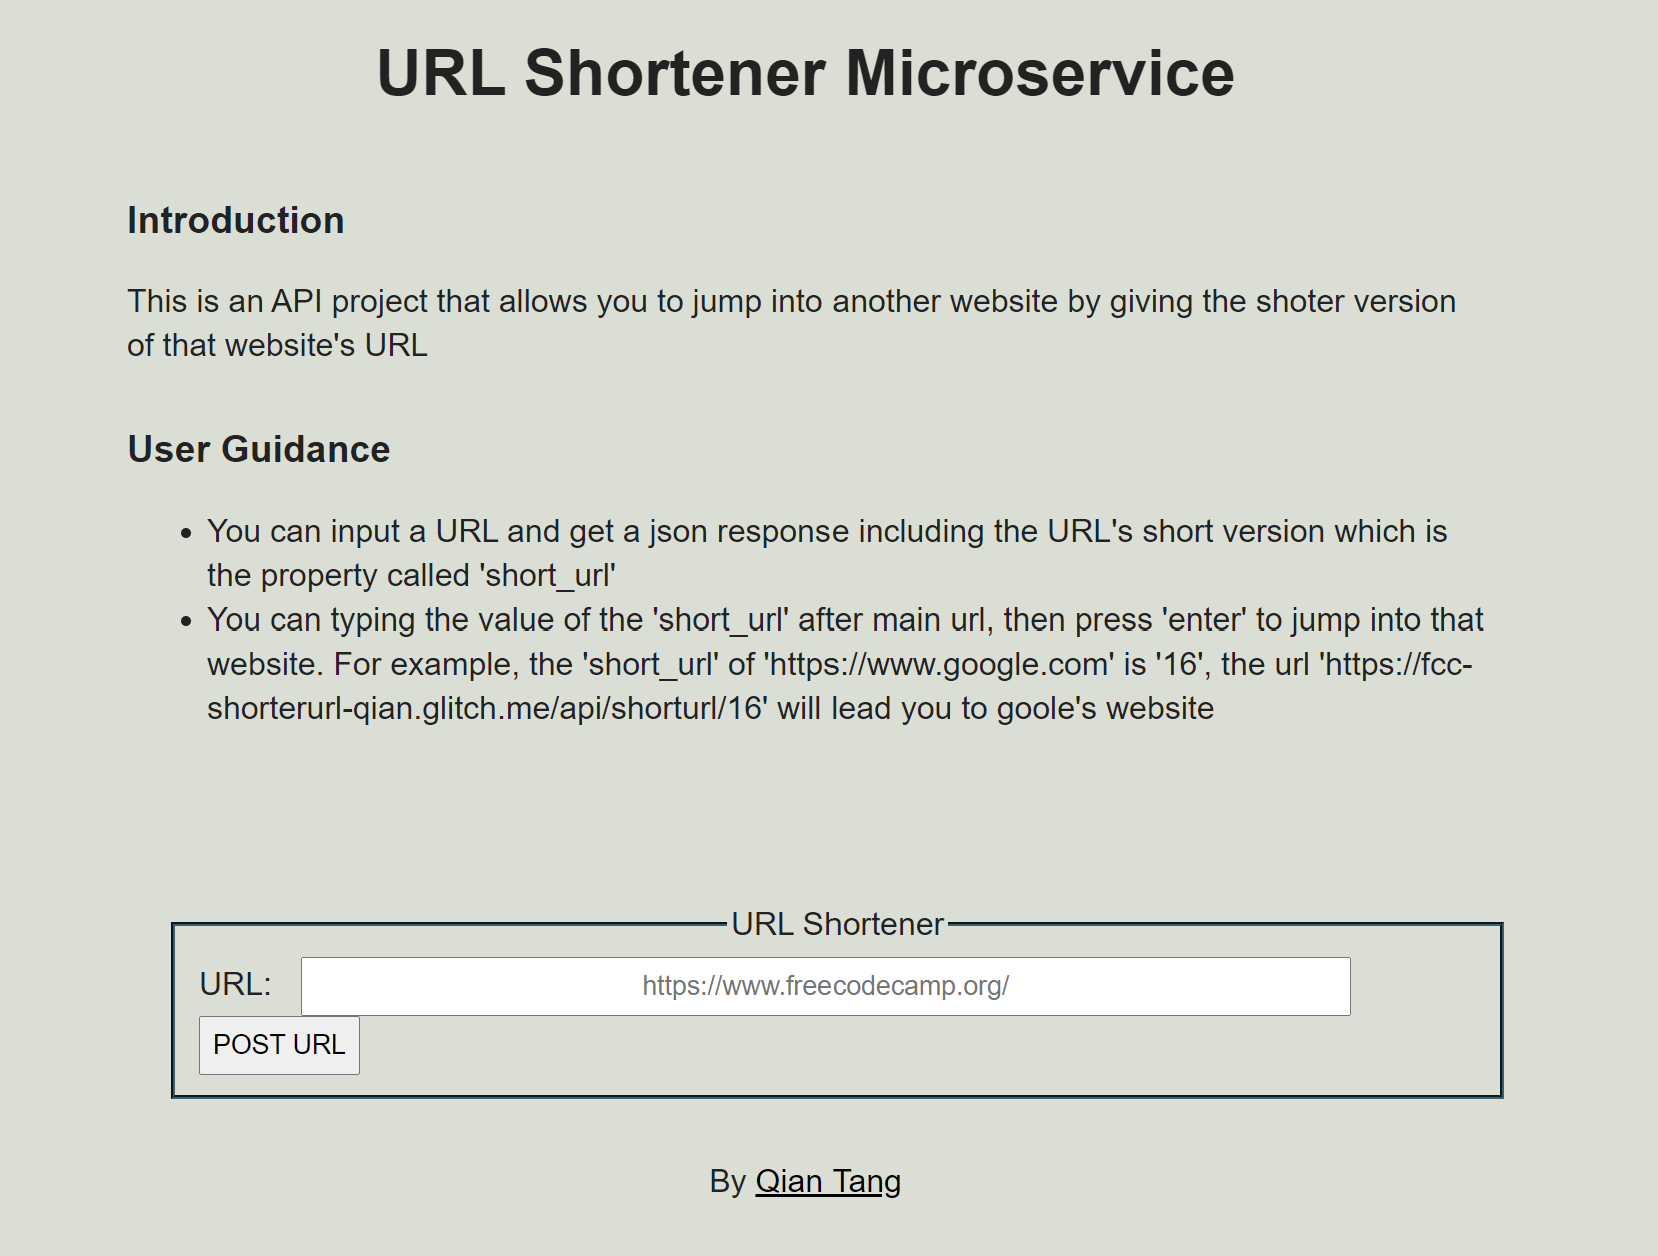 URL Shortener Microservice
Introduction
This is an API project that allows you to jump into another website by giving the shoter version
of that website's URL
User Guidance
• You can input a URL and get a json response including the URL's short version which is
the property called 'short_url'
• You can typing the value of the 'short_url' after main url, then press 'enter' to jump into that
website. For example, the 'short_url' of 'https://www.google.com' is '16', the url 'https://fcc-
shorterurl-qian.glitch.me/api/shorturl/16' will lead you to goole's website
URL Shortener
URL: https://www.freecodecamp.org/
POST URL
By Qian Tang